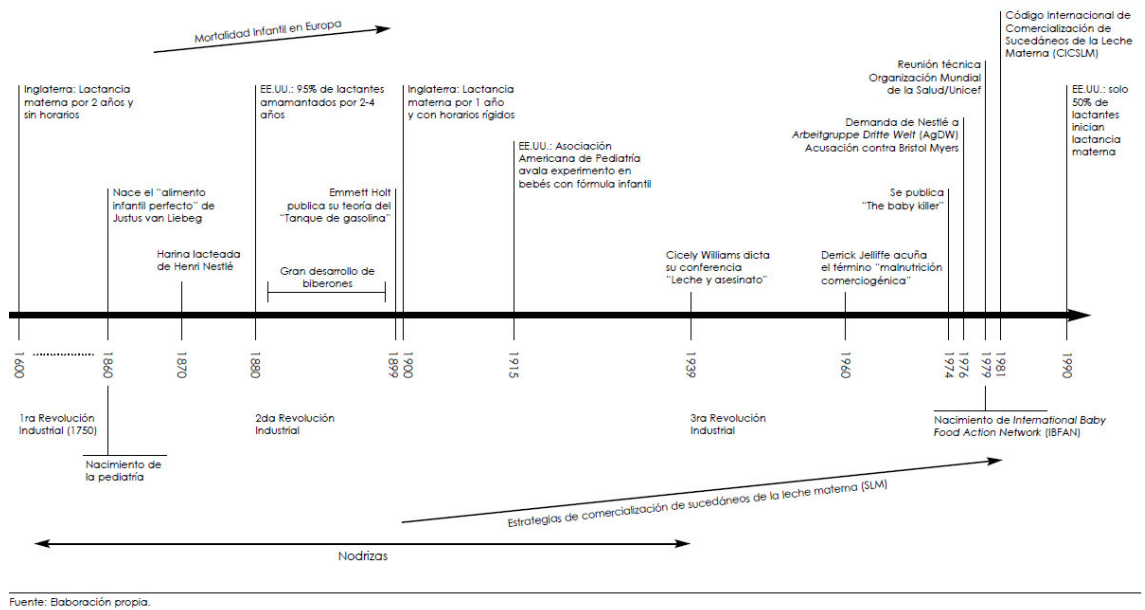 Mortalidad Infantil en Europa
Inglaterra: Lactancia
materna por 2 años y
sin horarios
EE.UU.: 95% de lactantes
amamantados por 2-4
años
Inglaterra: Lactancia
materna por 1 año
y con horarios rígidos
EE.UU.: Asociación
Americana de Pediatría
avala experimento en
bebés con fórmula infantil
Código Internacional de
Comercialización de
Sucedáneos de la Leche
Materna (CICSLM)
Reunión técnica
Organización Mundial
de la Salud/Unicef
Demanda de Nestlé a
Arbeitgruppe Dritte Welt (AgDW)
Acusación contra Bristol Myers
EE.UU.: solo
50% de
lactantes
inician
lactancia
materna
Nace el "alimento
infantil perfecto" de
Justus van Liebeg
Emmett Holt
publica su teoría del
"Tanque de gasolina"
Se publica
"The baby killer"
Harina lacteada
de Henri Nestlé
Gran desarrollo de
biberones
Cicely Williams dicta
su conferencia
"Leche y asesinato"
Derrick Jelliffe acuña
el término "malnutrición
comerciogénica"
1600
1860
1870
1880
1899
1900
1915
1939
1960
1974
1976
1979
1981
1990
1ra Revolución
Industrial (1750)
2da Revolución
Industrial
3ra Revolución
Industrial
Nacimiento de International Baby
Food Action Network (IBFAN)
Nacimiento de
la pediatría
Estrategias de comercialización de sucedáneos de la leche materna (SLM)
Nodrizas
Fuente: Elaboración propia.